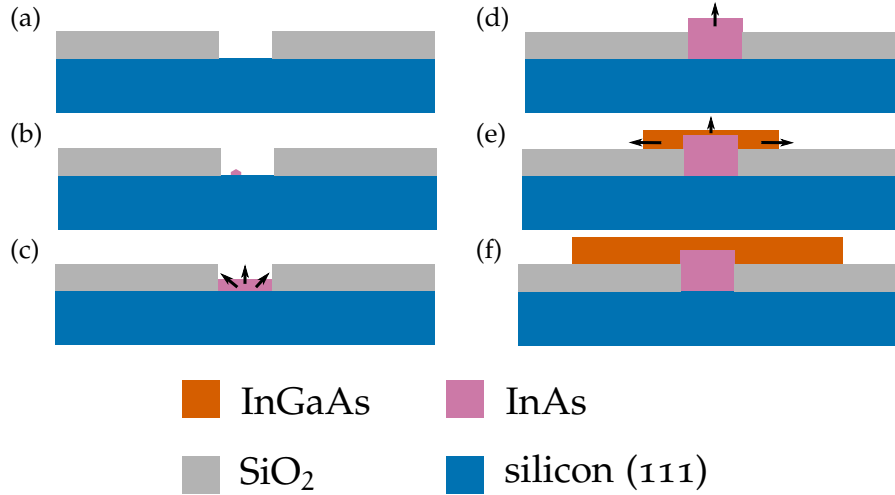 (a)
(b)
(c)
(d)
(e)
(f)
InGaAs
InAs
SiO₂
silicon (111)